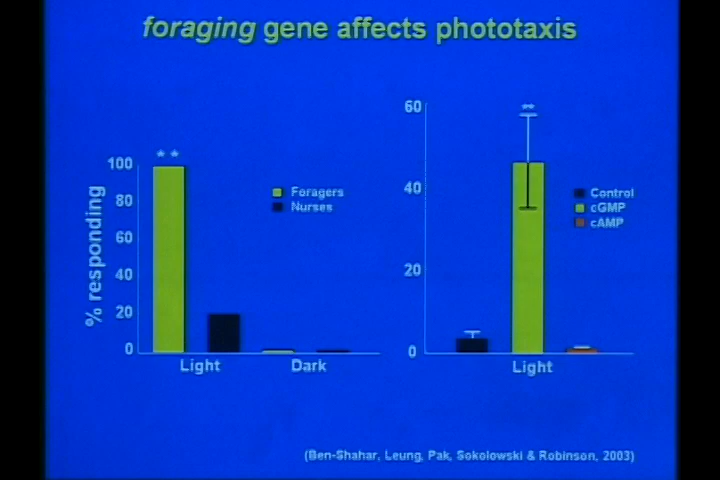 foraging gene affects phototaxis
% responding
100
80
60
40
20
0
* *
Foragers
Nurses
Light
Dark
60
40
20
0
**
Control
cGMP
cAMP
Light
(Ben-Shahar, Leung, Pak, Sokolowski & Robinson, 2003)